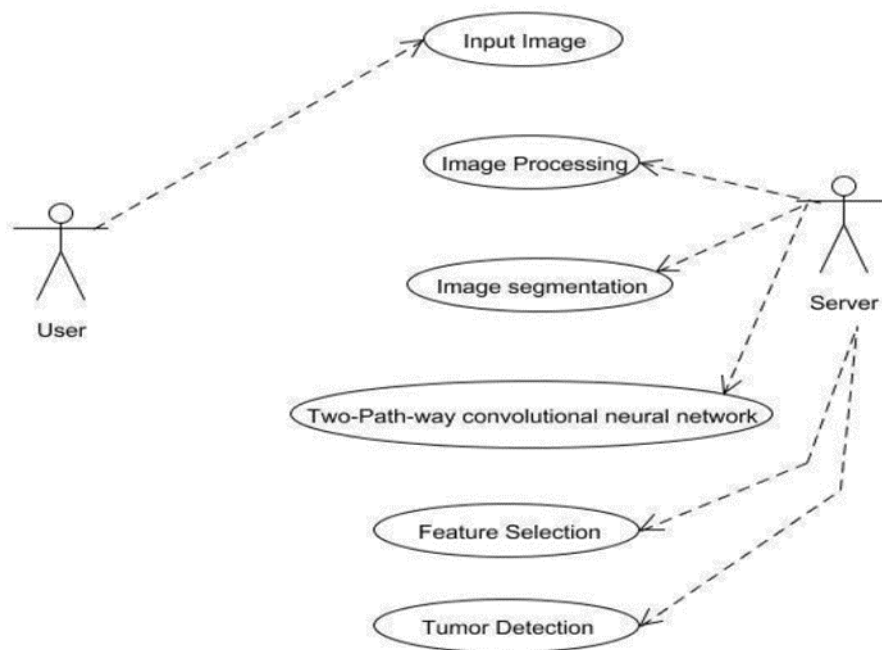 Input Image
Image Processing
Image segmentation
Server
User
Two-Path-way convolutional neural network
Feature Selection
Tumor Detection